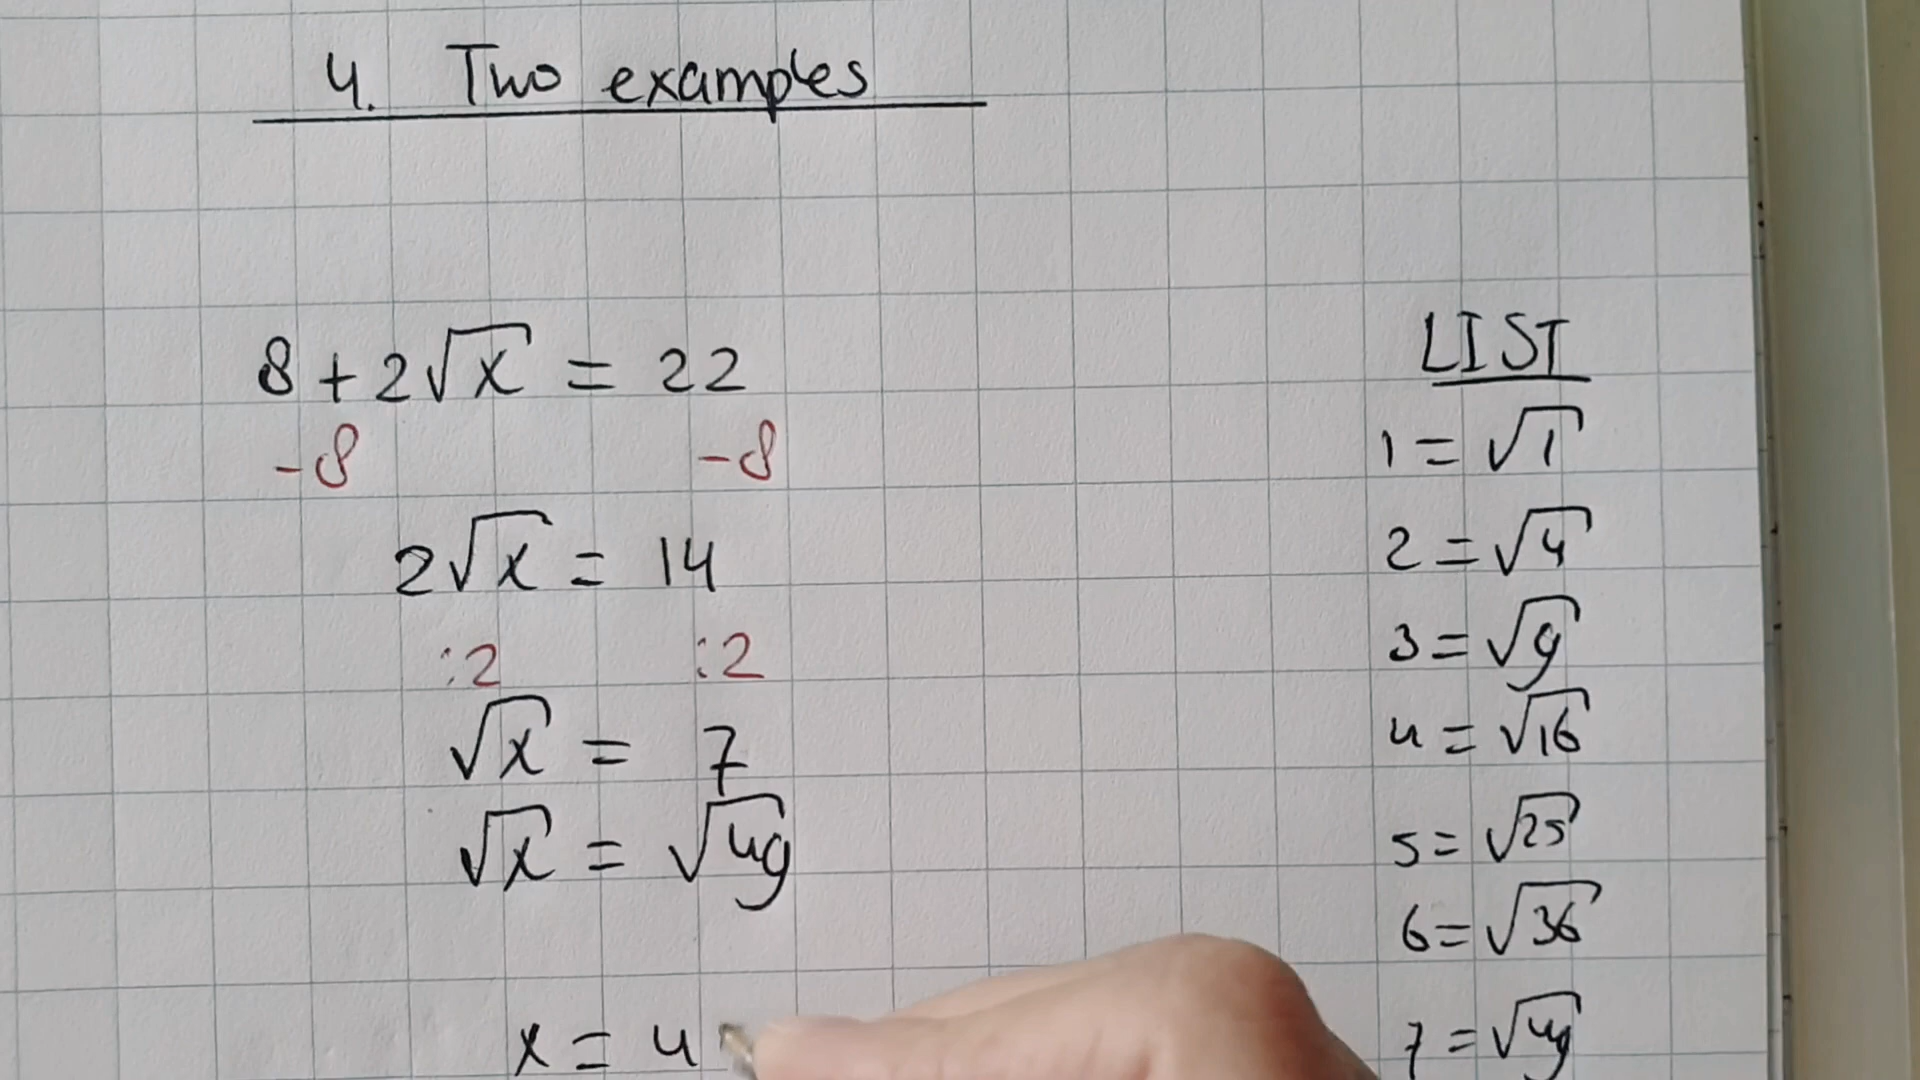 4. Two examples
8 + 2√x = 22
-8 -8
2√x = 14
:2 :2
√x = 7
√x = √49
x = 4
LIST
1 = √1
2 = √4
3 = √9
4 = √16
5 = √25
6 = √36
7 = √49